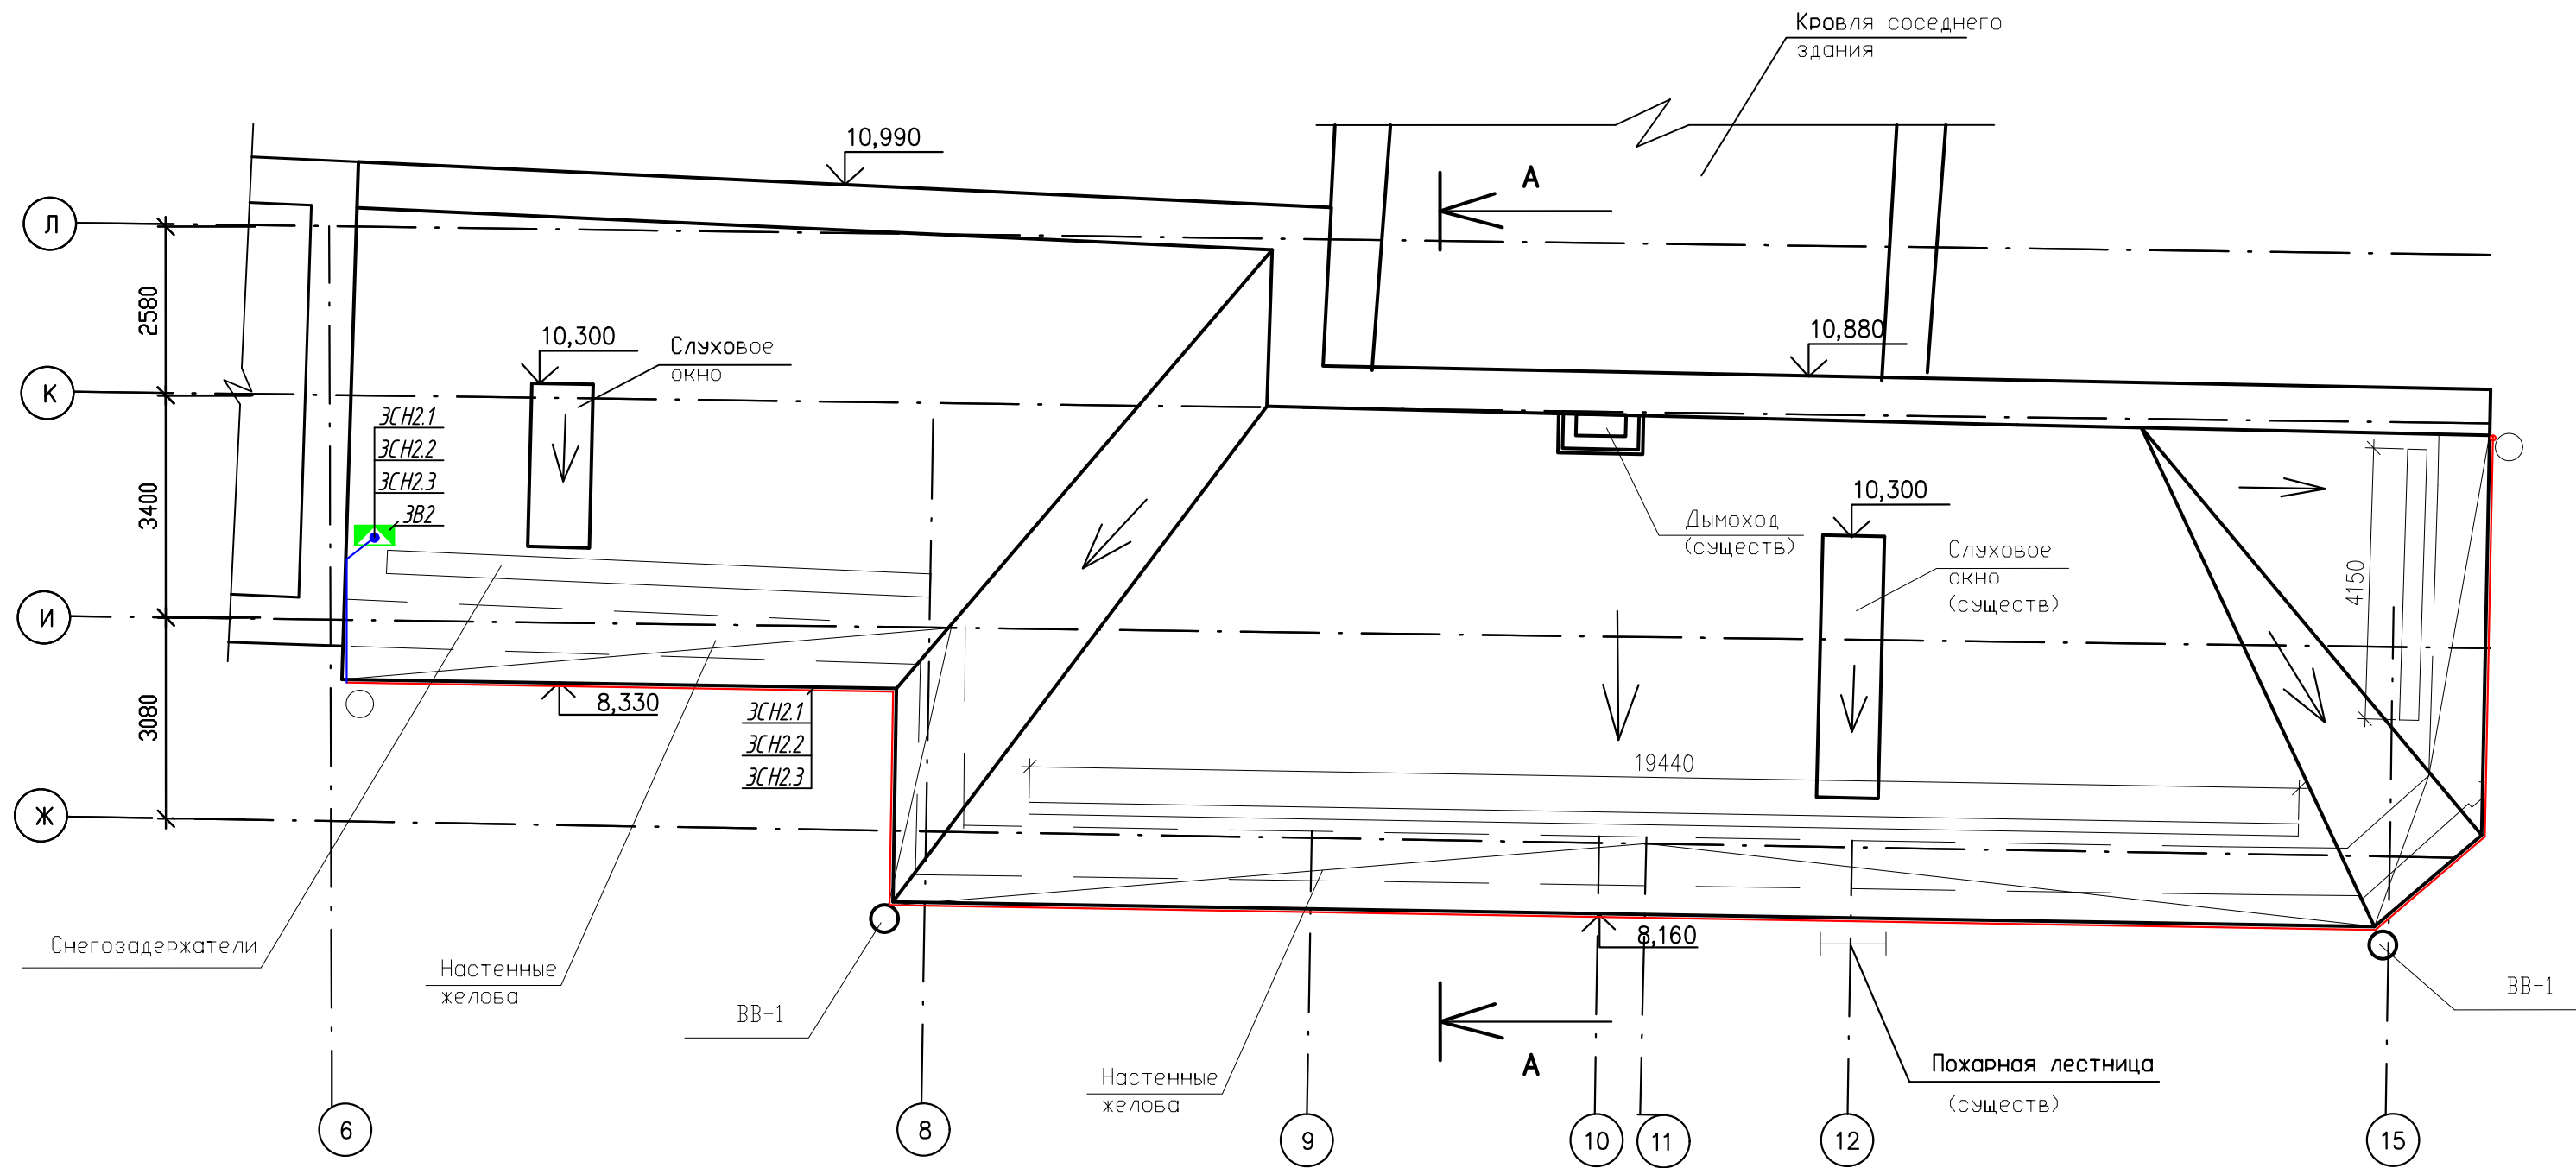 Кровля соседнего
здания
10,990
А
Л
2580
10,300
Слуховое
окно
10,880
К
ЗСН2.1
ЗСН2.2
ЗСН2.3
ЗВ2
3400
10,300
Дымоход
(существ)
Слуховое
окно
(существ)
4150
И
3080
8,330
ЗСН2.1
ЗСН2.2
ЗСН2.3
19440
Ж
Снегозадержатели
Настенные
желоба
ВВ-1
8,160
ВВ-1
Настенные
желоба
А
Пожарная лестница
(существ)
6
8
9
10
11
12
15